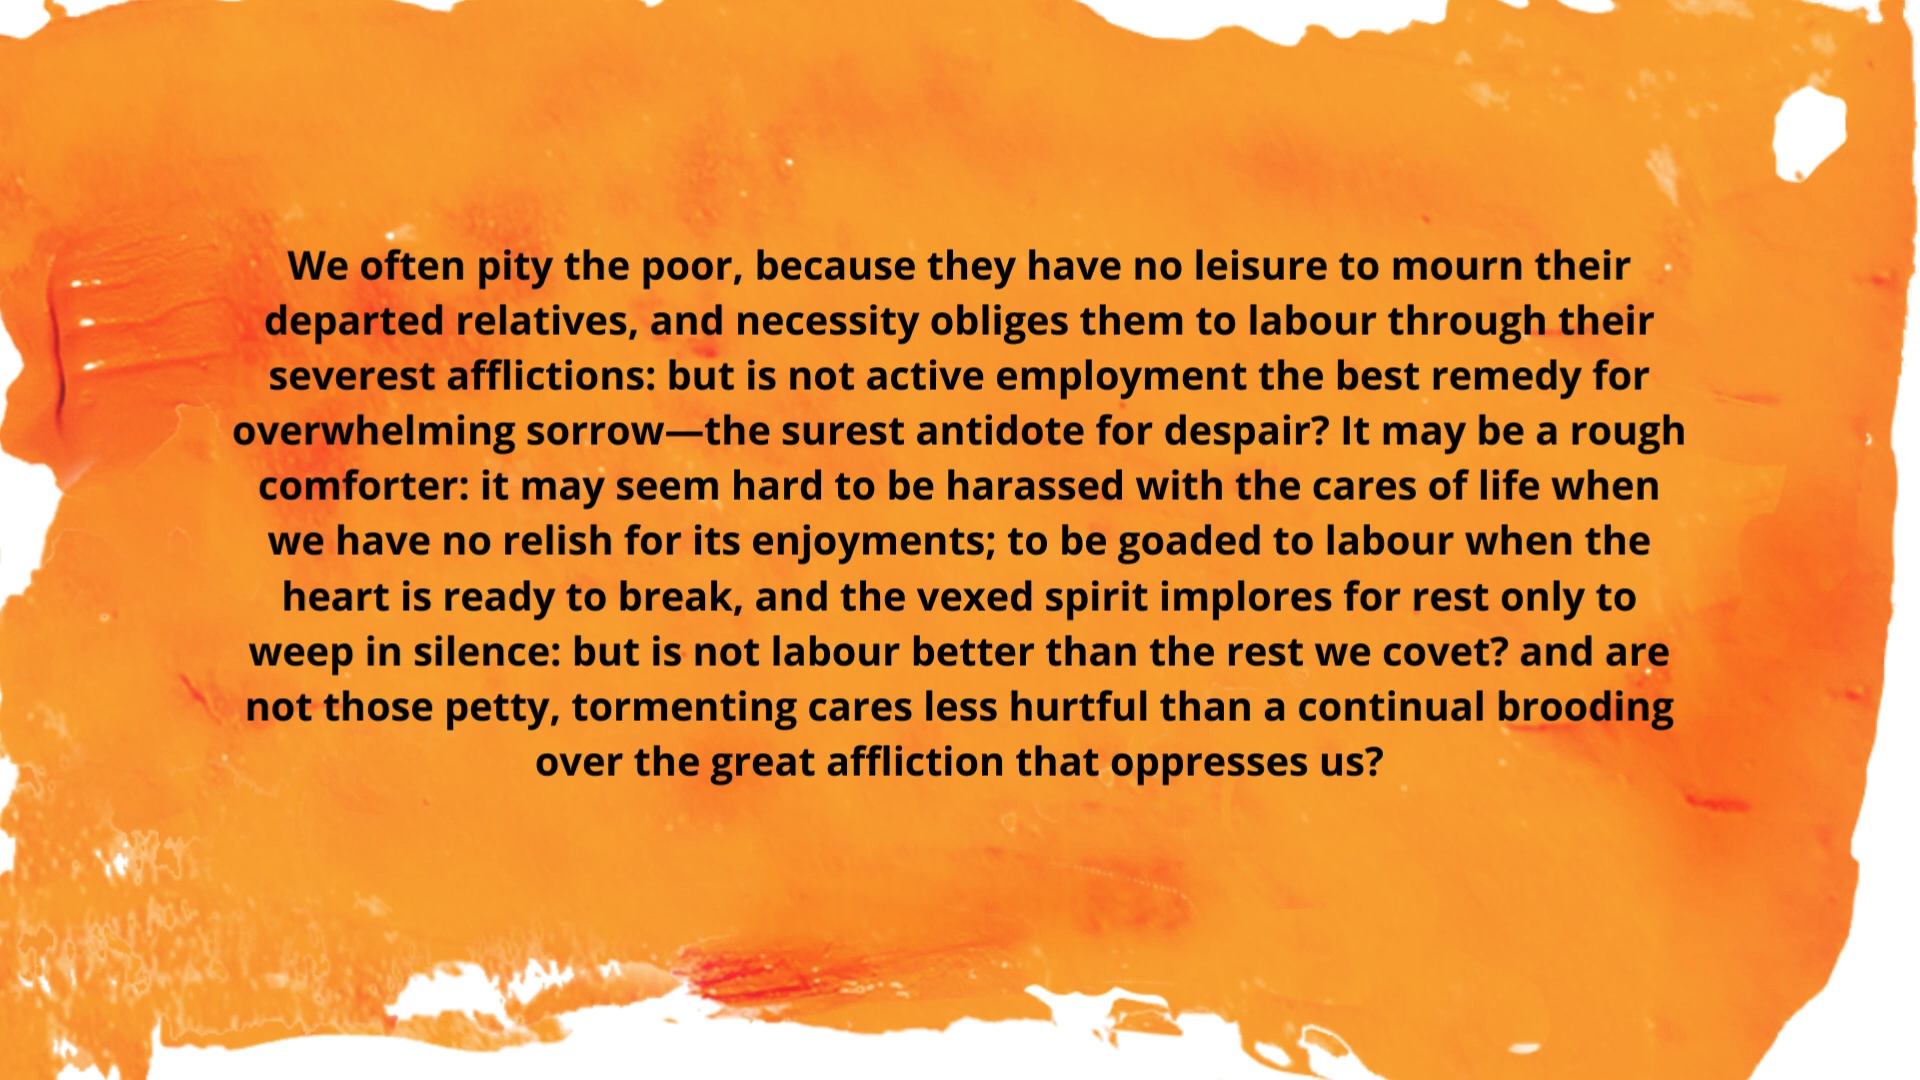 We often pity the poor, because they have no leisure to mourn their
departed relatives, and necessity obliges them to labour through their
severest afflictions: but is not active employment the best remedy for
overwhelming sorrow—the surest antidote for despair? It may be a rough
comforter: it may seem hard to be harassed with the cares of life when
we have no relish for its enjoyments; to be goaded to labour when the
heart is ready to break, and the vexed spirit implores for rest only to
weep in silence: but is not labour better than the rest we covet? and are
not those petty, tormenting cares less hurtful than a continual brooding
over the great affliction that oppresses us?